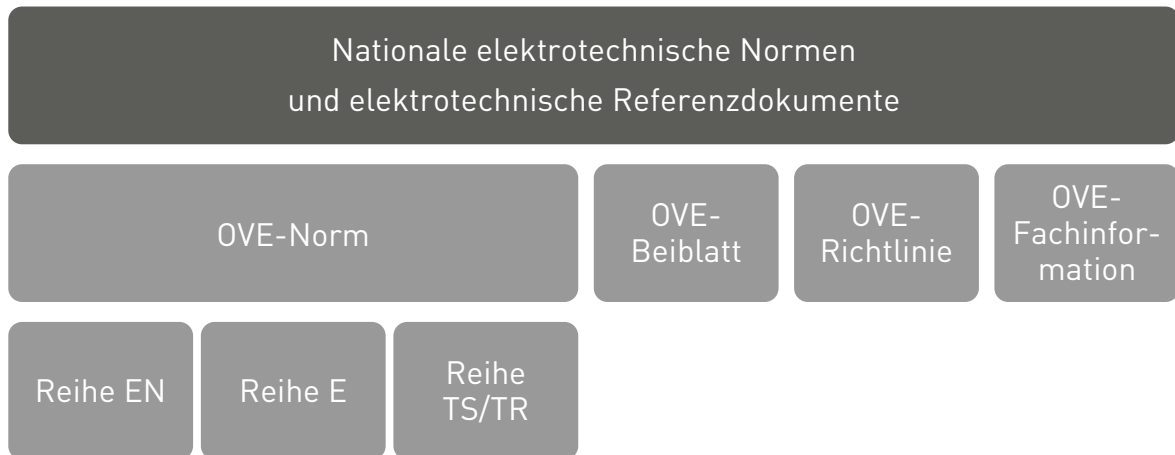 Nationale elektrotechnische Normen
und elektrotechnische Referenzdokumente
OVE-Norm
OVE-
Beiblatt
OVE-
Richtlinie
OVE-
Fachinfor-
mation
Reihe EN
Reihe E
Reihe
TS/TR